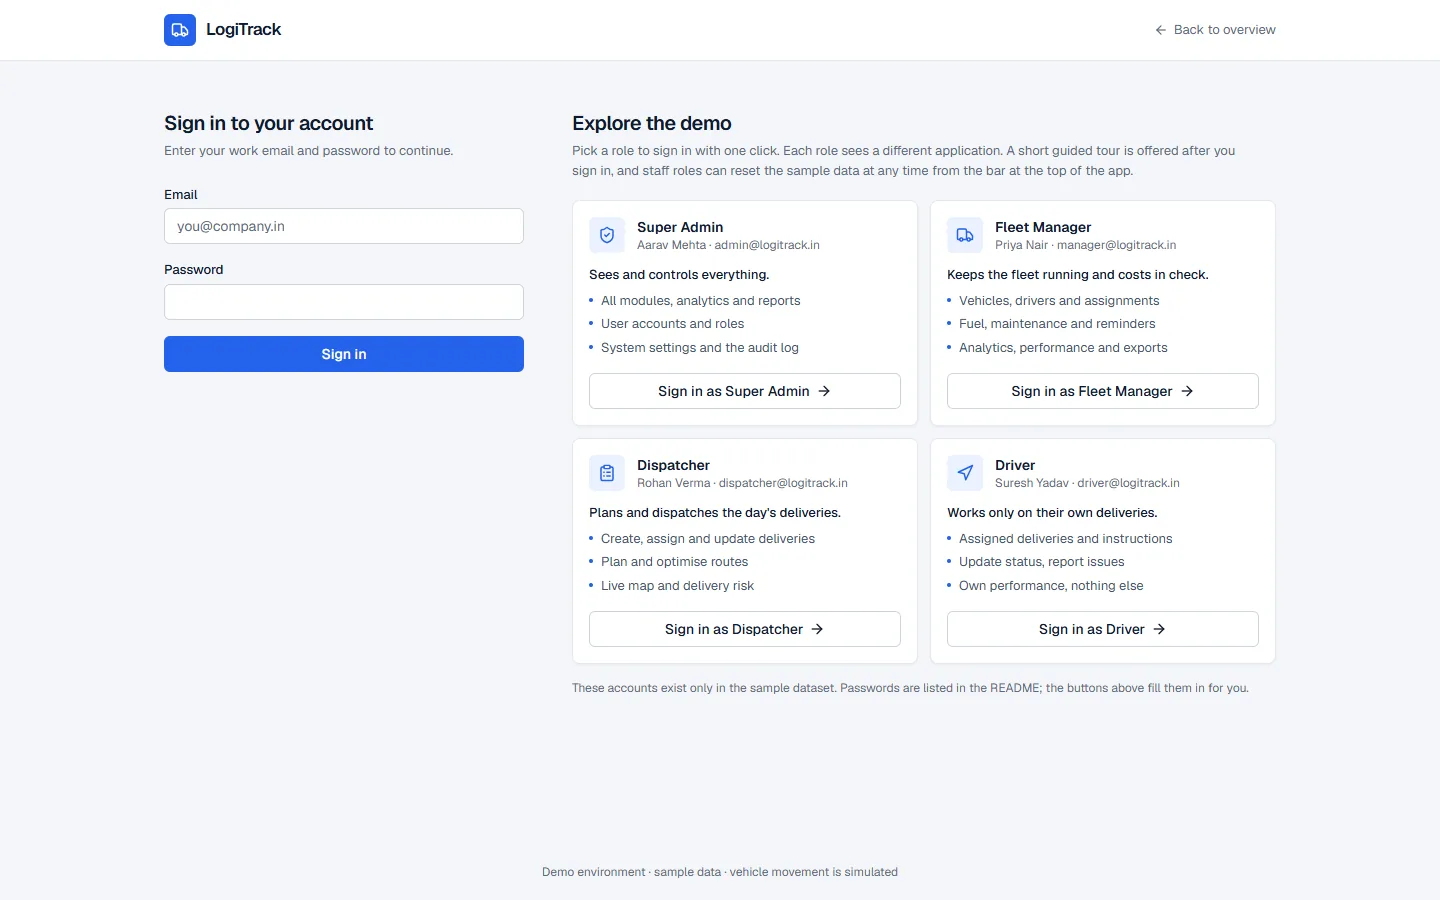 LogiTrack
Back to overview
Sign in to your account
Enter your work email and password to continue.
Email
you@company.in
Password
Sign in
Explore the demo
Pick a role to sign in with one click. Each role sees a different application. A short guided tour is offered after you
sign in, and staff roles can reset the sample data at any time from the bar at the top of the app.
Super Admin
Aarav Mehta · admin@logitrack.in
Sees and controls everything.
All modules, analytics and reports
User accounts and roles
System settings and the audit log
Sign in as Super Admin
Fleet Manager
Priya Nair · manager@logitrack.in
Keeps the fleet running and costs in check.
Vehicles, drivers and assignments
Fuel, maintenance and reminders
Analytics, performance and exports
Sign in as Fleet Manager
Dispatcher
Rohan Verma · dispatcher@logitrack.in
Plans and dispatches the day's deliveries.
Create, assign and update deliveries
Plan and optimise routes
Live map and delivery risk
Sign in as Dispatcher
Driver
Suresh Yadav · driver@logitrack.in
Works only on their own deliveries.
Assigned deliveries and instructions
Update status, report issues
Own performance, nothing else
Sign in as Driver
These accounts exist only in the sample dataset. Passwords are listed in the README; the buttons above fill them in for you.
Demo environment · sample data · vehicle movement is simulated